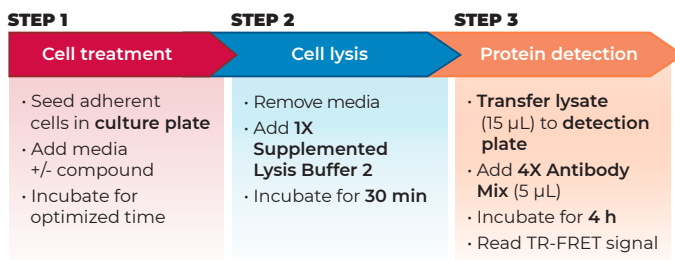 STEP 1
Cell treatment
· Seed adherent
cells in culture plate
· Add media
+/- compound
· Incubate for
optimized time
STEP 2
Cell lysis
· Remove media
· Add 1X
Supplemented
Lysis Buffer 2
· Incubate for 30 min
STEP 3
Protein detection
· Transfer lysate
(15 µL) to detection
plate
· Add 4X Antibody
Mix (5 µL)
· Incubate for 4 h
· Read TR-FRET signal